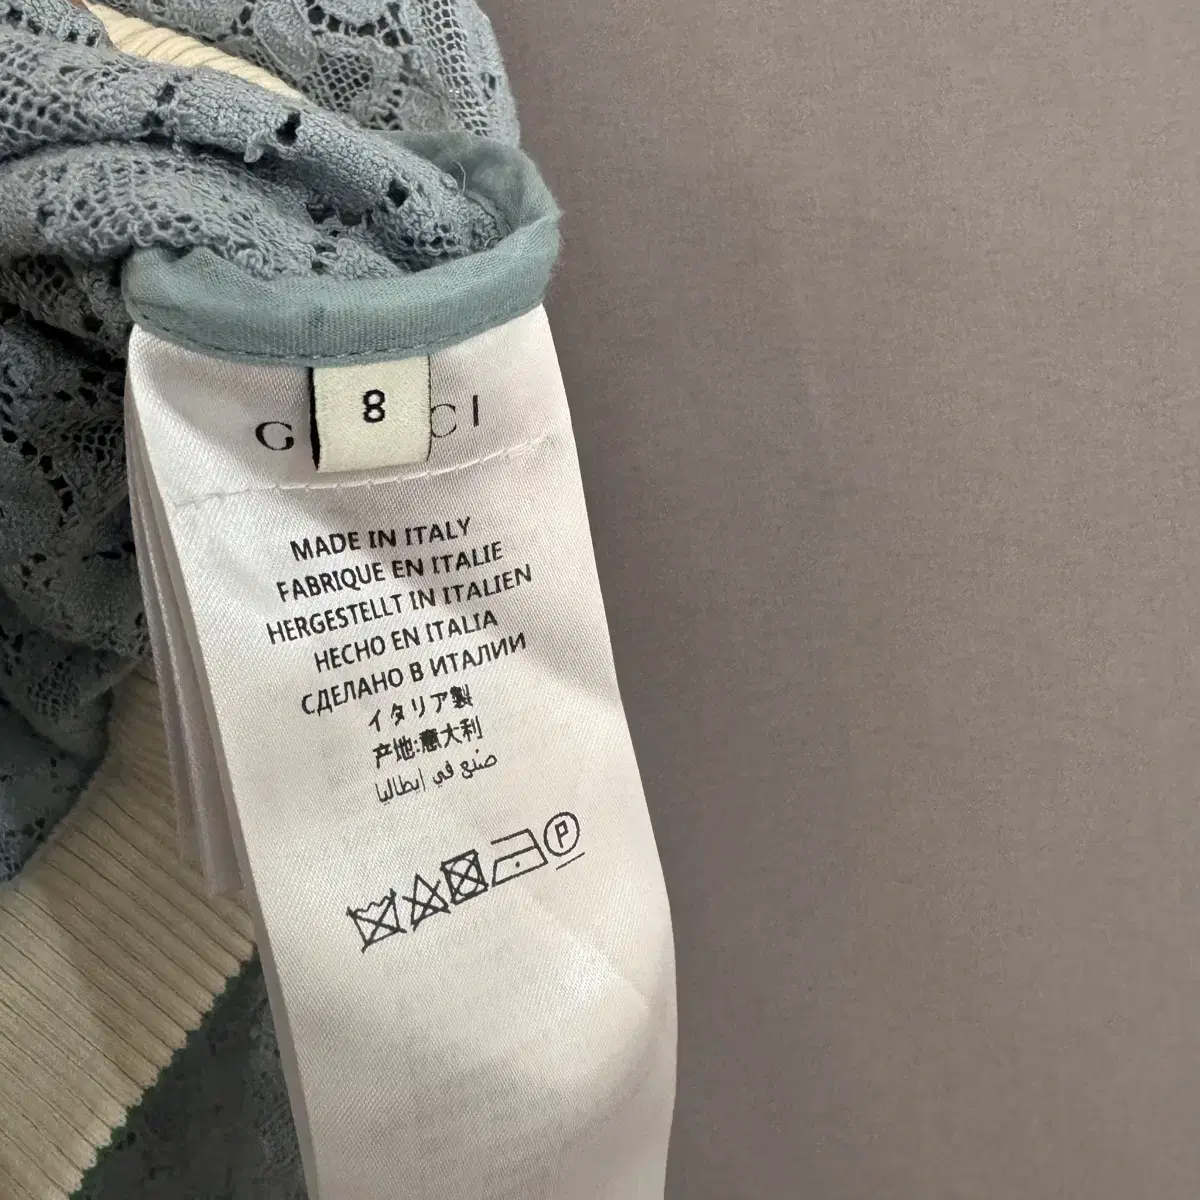 8
G CI
MADE IN ITALY
FABRIQUE EN ITALIE
HERGESTELLT IN ITALIEN
HECHO EN ITALIA
СДЕЛАНО В ИТАЛИИ
イタリア製
产地:意大利
صنع في إيطاليا
P